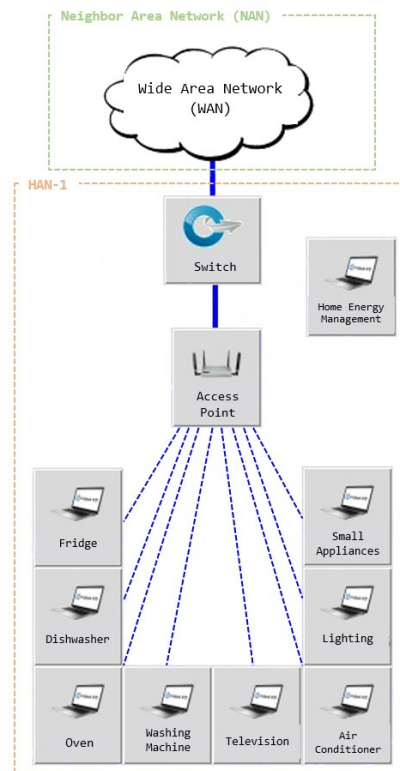 Neighbor Area Network (NAN)
Wide Area Network
(WAN)
HAN-1
Switch
Home Energy
Management
Access
Point
Fridge
Small
Appliances
Dishwasher
Lighting
Oven
Washing
Machine
Television
Air
Conditioner